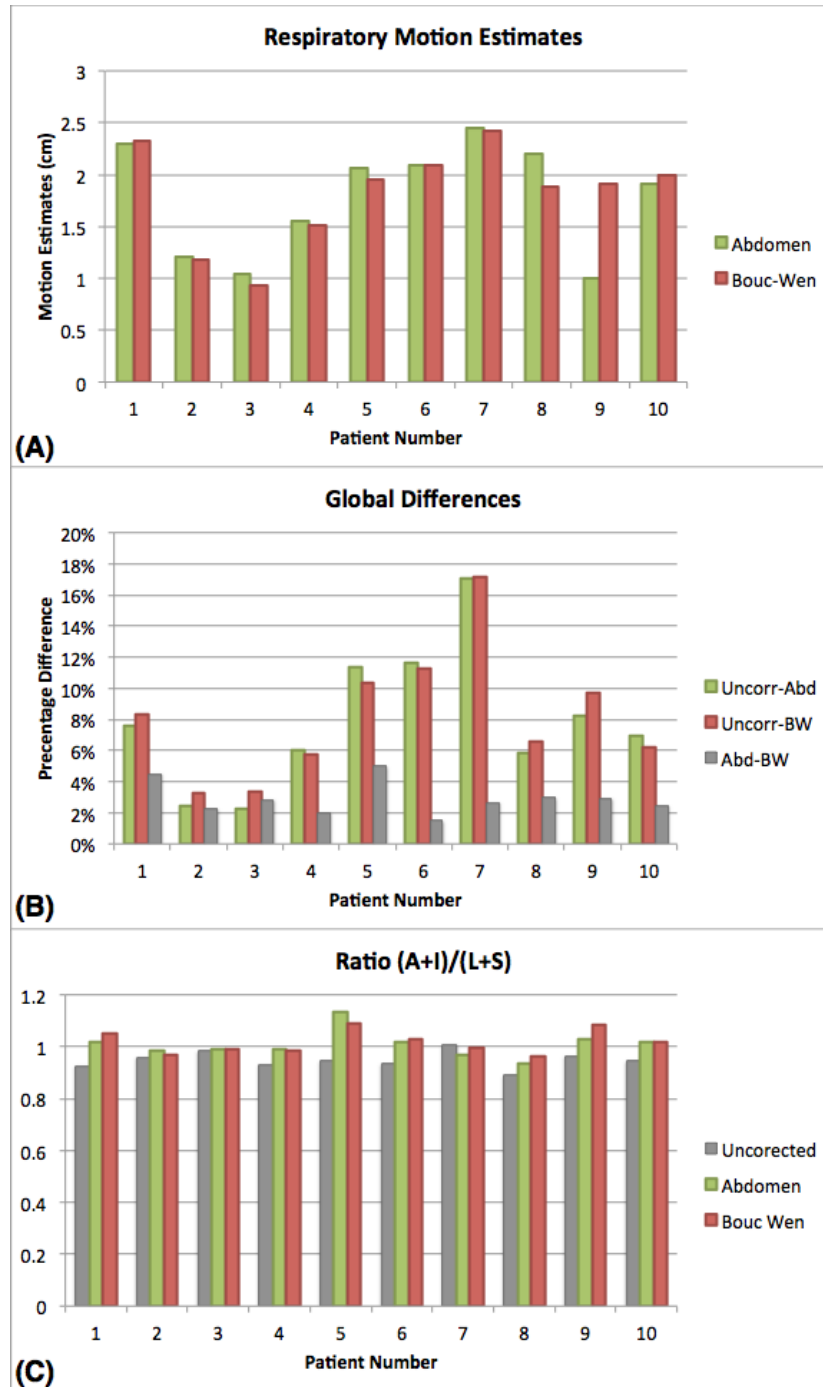 Respiratory Motion Estimates
Motion Estimates (cm)
3
2.5
2
1.5
1
0.5
0
1 2 3 4 5 6 7 8 9 10
Patient Number
Abdomen
Bouc-Wen
(A)
Global Differences
Precentage Difference
20%
18%
16%
14%
12%
10%
8%
6%
4%
2%
0%
1 2 3 4 5 6 7 8 9 10
Patient Number
Uncorr-Abd
Uncorr-BW
Abd-BW
(B)
Ratio (A+I)/(L+S)
1.2
1
0.8
0.6
0.4
0.2
0
1 2 3 4 5 6 7 8 9 10
Patient Number
Uncorected
Abdomen
Bouc Wen
(C)